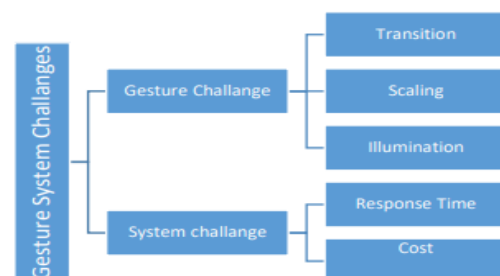 Gesture System Challanges
Gesture Challange
Transition
Scaling
Illumination
System challange
Response Time
Cost